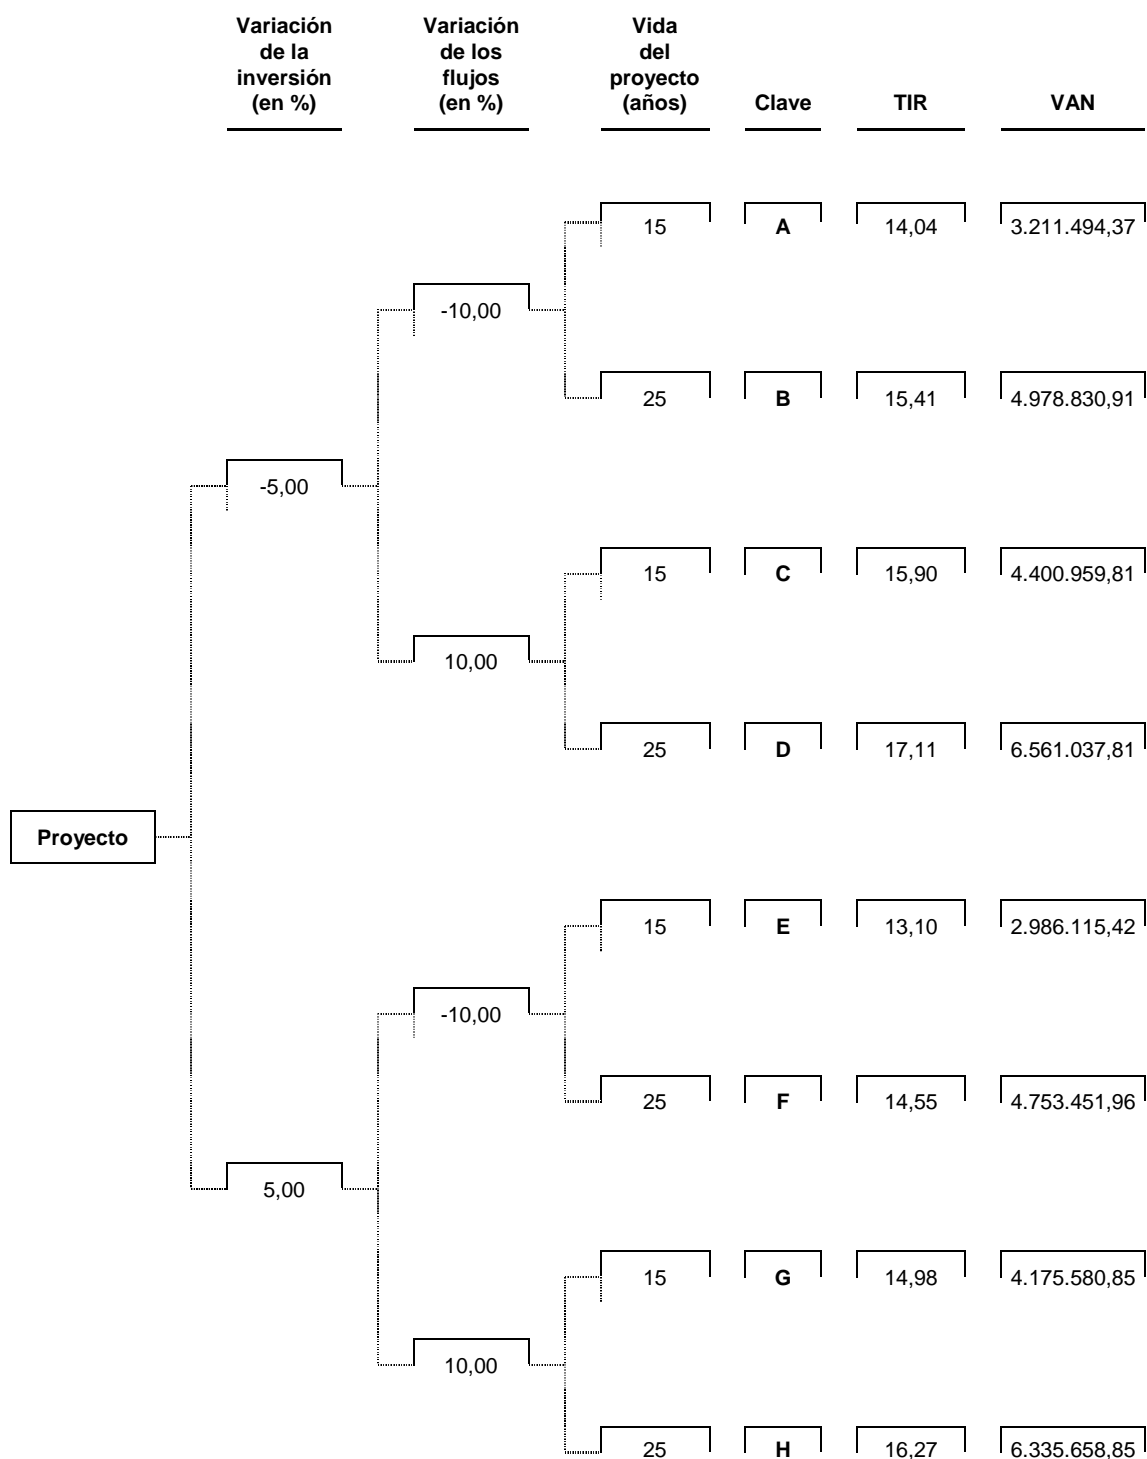 Variación Variación Vida
de la de los del
inversión flujos proyecto
(en %) (en %) (años) Clave TIR VAN
15 A 14,04 3.211.494,37
-10,00
25 B 15,41 4.978.830,91
-5,00
15 C 15,90 4.400.959,81
10,00
25 D 17,11 6.561.037,81
Proyecto
15 E 13,10 2.986.115,42
-10,00
25 F 14,55 4.753.451,96
5,00
15 G 14,98 4.175.580,85
10,00
25 H 16,27 6.335.658,85